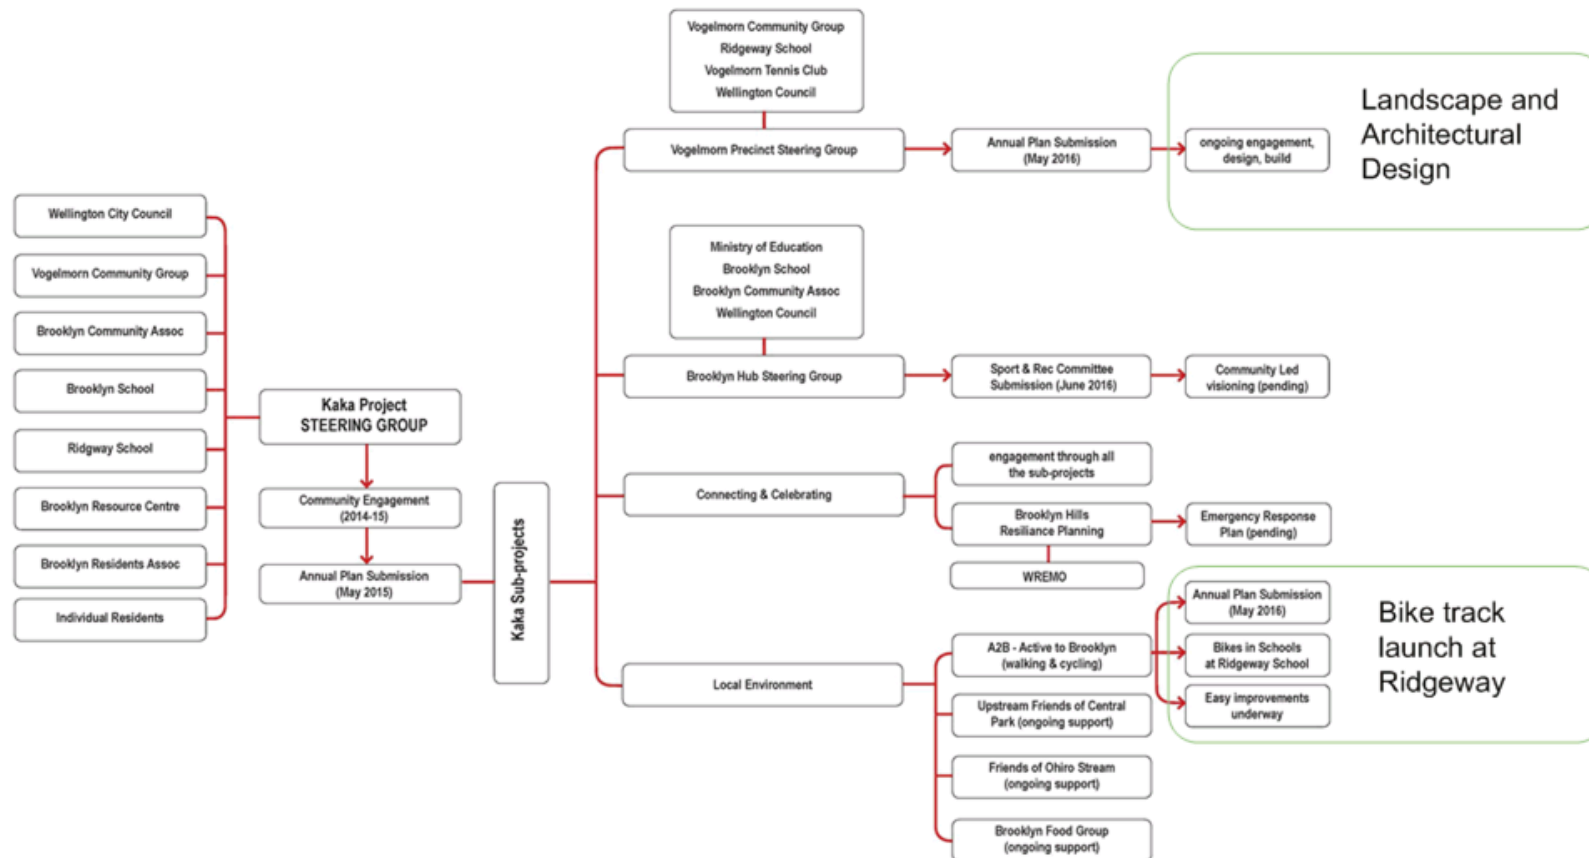 Wellington City Council
Vogelmorn Community Group
Brooklyn Community Assoc
Brooklyn School
Ridgway School
Brooklyn Resource Centre
Brooklyn Residents Assoc
Individual Residents
Kaka Project
STEERING GROUP
Community Engagement
(2014-15)
Annual Plan Submission
(May 2015)
Kaka Sub-projects
Vogelmorn Community Group
Ridgeway School
Vogelmorn Tennis Club
Wellington Council
Vogelmorn Precinct Steering Group
Annual Plan Submission
(May 2016)
ongoing engagement,
design, build
Landscape and
Architectural
Design
Ministry of Education
Brooklyn School
Brooklyn Community Assoc
Wellington Council
Brooklyn Hub Steering Group
Sport & Rec Committee
Submission (June 2016)
Community Led
visioning (pending)
Connecting & Celebrating
engagement through all
the sub-projects
Brooklyn Hills
Resiliance Planning
Emergency Response
Plan (pending)
WREMO
Local Environment
A2B - Active to Brooklyn
(walking & cycling)
Annual Plan Submission
(May 2016)
Bikes in Schools
at Ridgeway School
Easy improvements
underway
Bike track
launch at
Ridgeway
Upstream Friends of Central
Park (ongoing support)
Friends of Ohiro Stream
(ongoing support)
Brooklyn Food Group
(ongoing support)